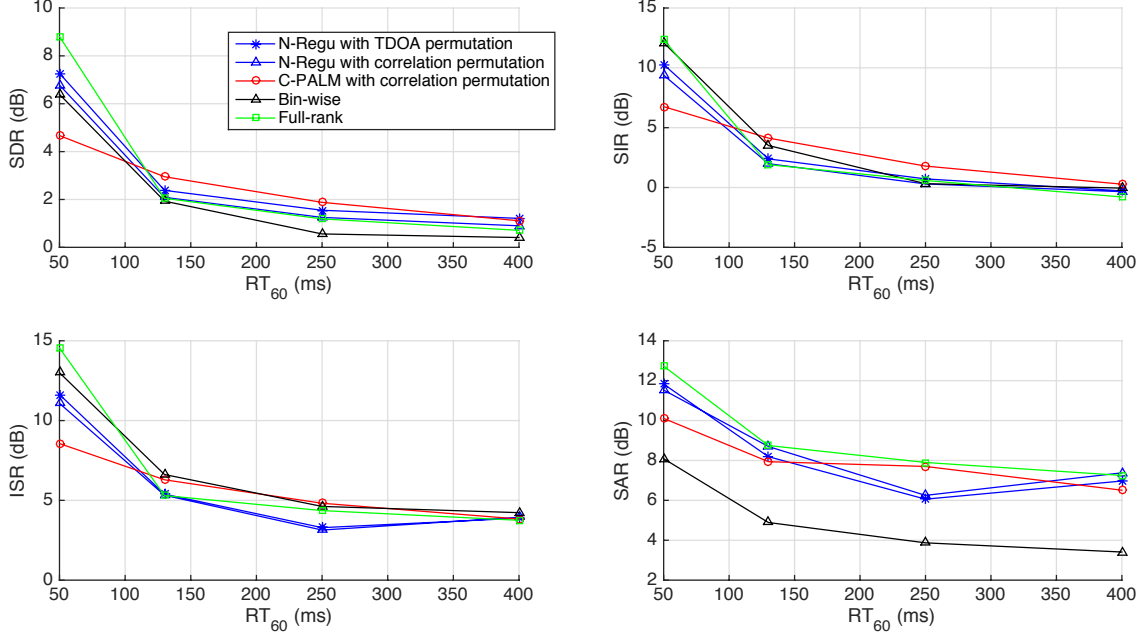 SDR (dB)
10
8
6
4
2
0
50 100 150 200 250 300 350 400
RT60 (ms)
N-Regu with TDOA permutation
N-Regu with correlation permutation
C-PALM with correlation permutation
Bin-wise
Full-rank
SIR (dB)
15
10
5
0
-5
50 100 150 200 250 300 350 400
RT60 (ms)
ISR (dB)
15
10
5
0
50 100 150 200 250 300 350 400
RT60 (ms)
SAR (dB)
14
12
10
8
6
4
2
50 100 150 200 250 300 350 400
RT60 (ms)